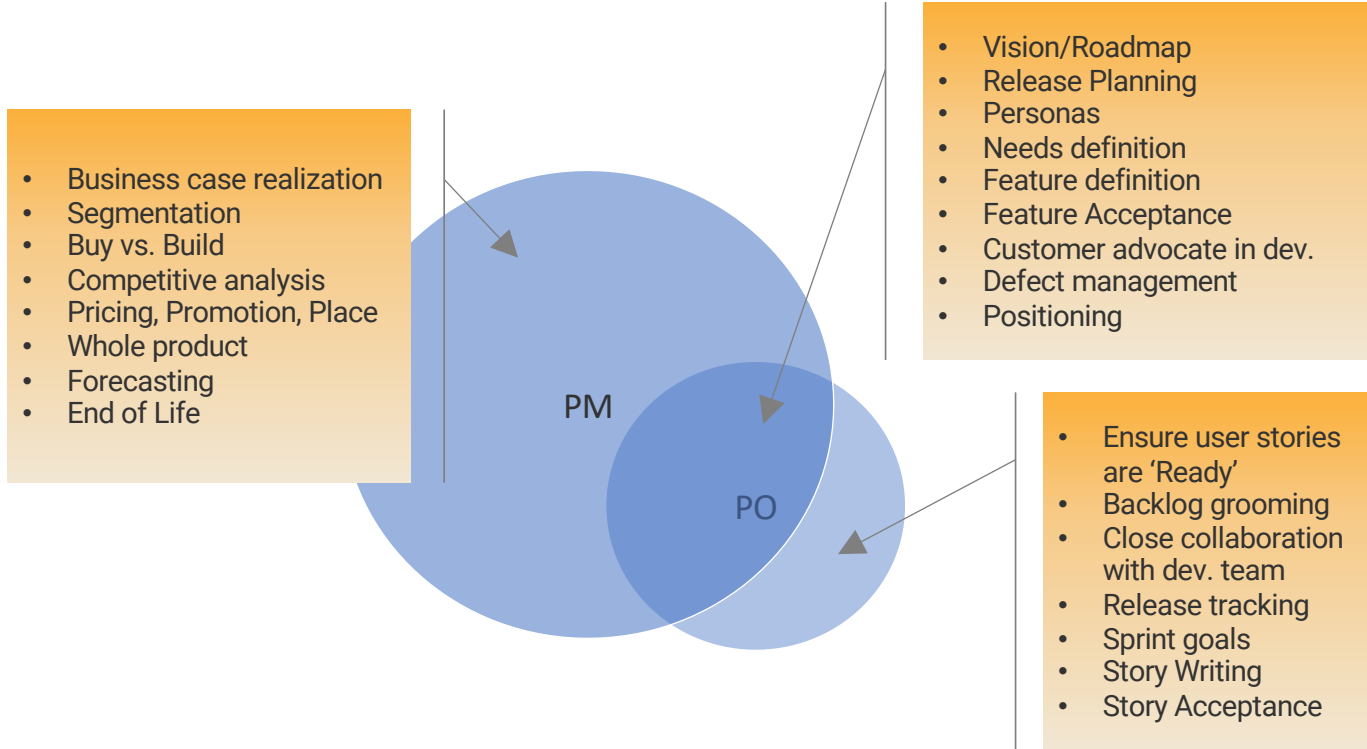 • Business case realization
• Segmentation
• Buy vs. Build
• Competitive analysis
• Pricing, Promotion, Place
• Whole product
• Forecasting
• End of Life
• Vision/Roadmap
• Release Planning
• Personas
• Needs definition
• Feature definition
• Feature Acceptance
• Customer advocate in dev.
• Defect management
• Positioning
PM
PO
• Ensure user stories
are ‘Ready’
• Backlog grooming
• Close collaboration
with dev. team
• Release tracking
• Sprint goals
• Story Writing
• Story Acceptance